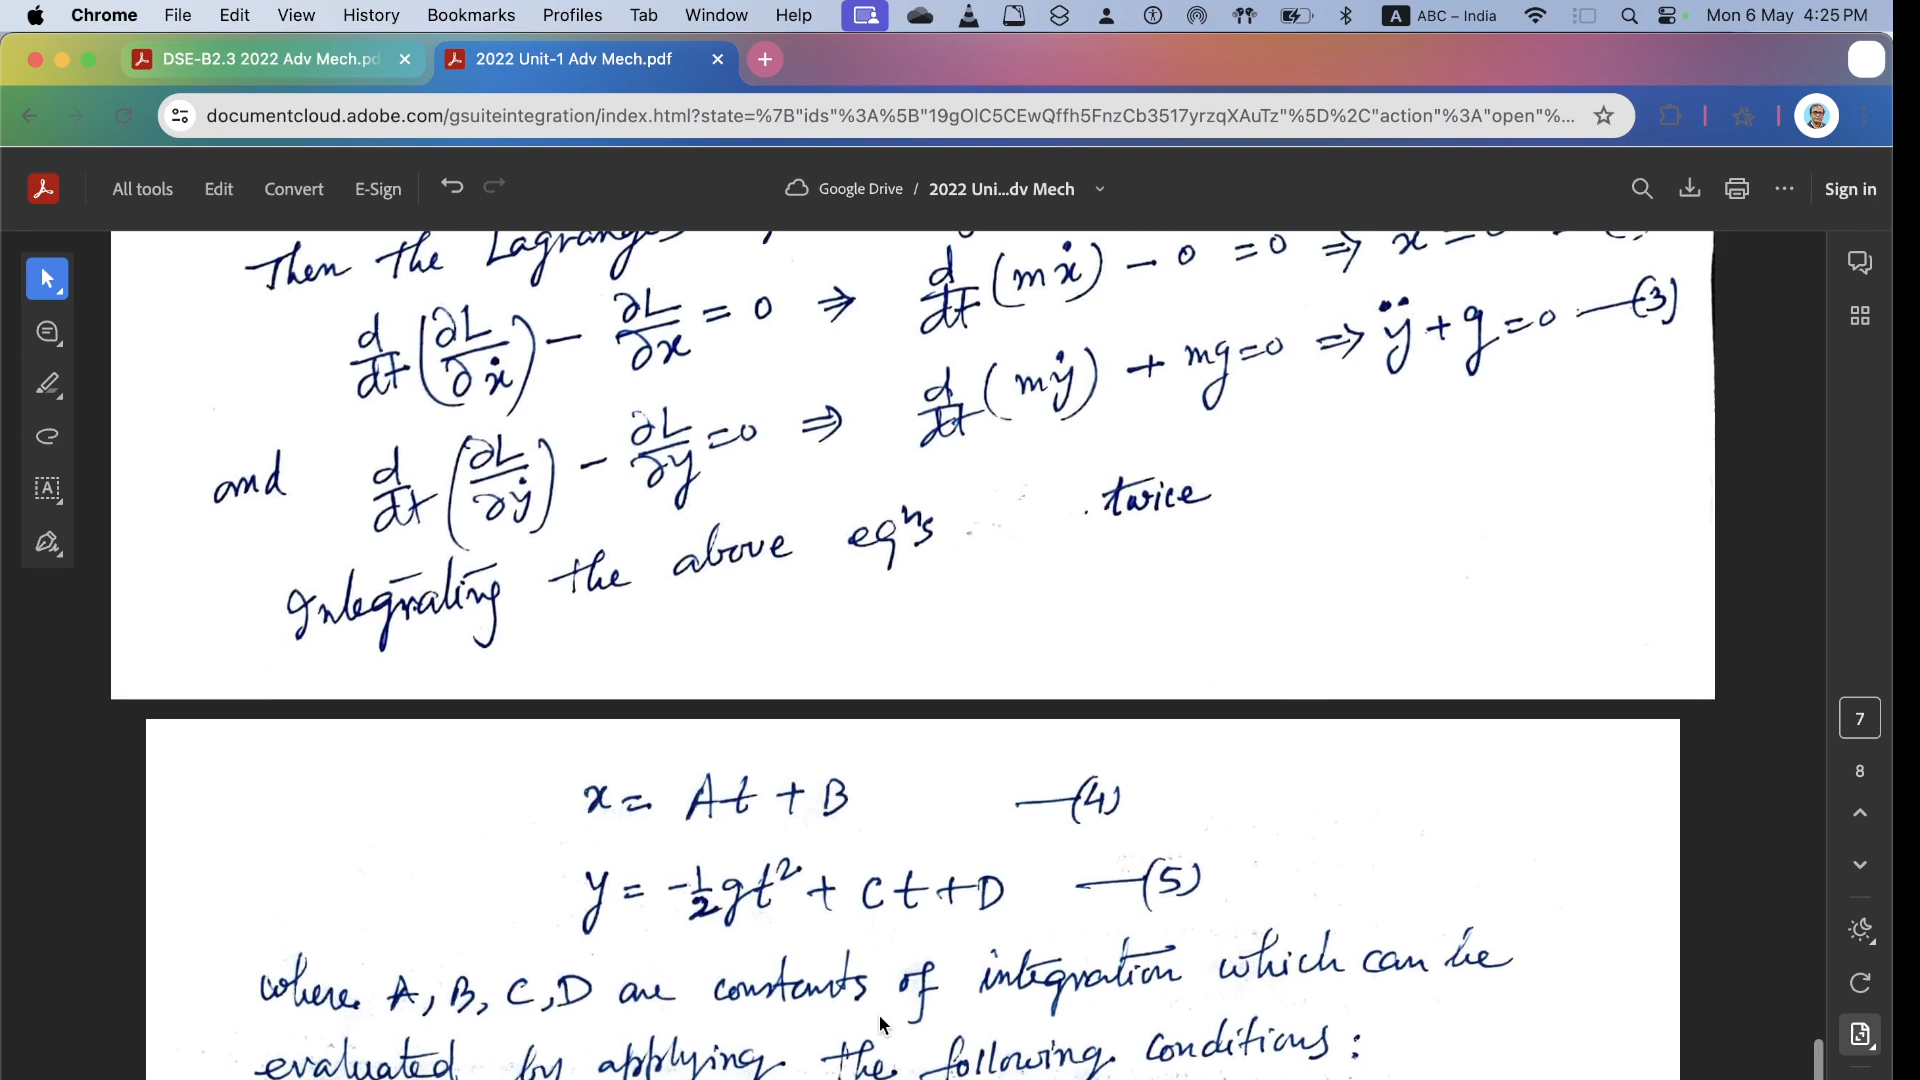 Chrome File Edit View History Bookmarks Profiles Tab Window Help A ABC – India Mon 6 May 4:25 PM
DSE-B2.3 2022 Adv Mech.pd 2022 Unit-1 Adv Mech.pdf
documentcloud.adobe.com/gsuiteintegration/index.html?state=%7B"ids"%3A%5B"19gOlC5CEwQffh5FnzCb3517yrzqXAuTz"%5D%2C"action"%3A"open"%...
All tools Edit Convert E-Sign Google Drive / 2022 Uni...dv Mech Sign in
Then the Lagrange's
d/dt (∂L/∂ẋ) − ∂L/∂x = 0 ⇒ d/dt (mẋ) − 0 = 0 ⇒
and d/dt (∂L/∂ẏ) − ∂L/∂y = 0 ⇒ d/dt (mẏ) + mg = 0 ⇒ ÿ + g = 0 —(3)
Integrating the above eqⁿs twice
x = At + B —(4)
y = -½gt² + Ct + D —(5)
where A, B, C, D are constants of integration which can be
evaluated by applying the following conditions :
7
8